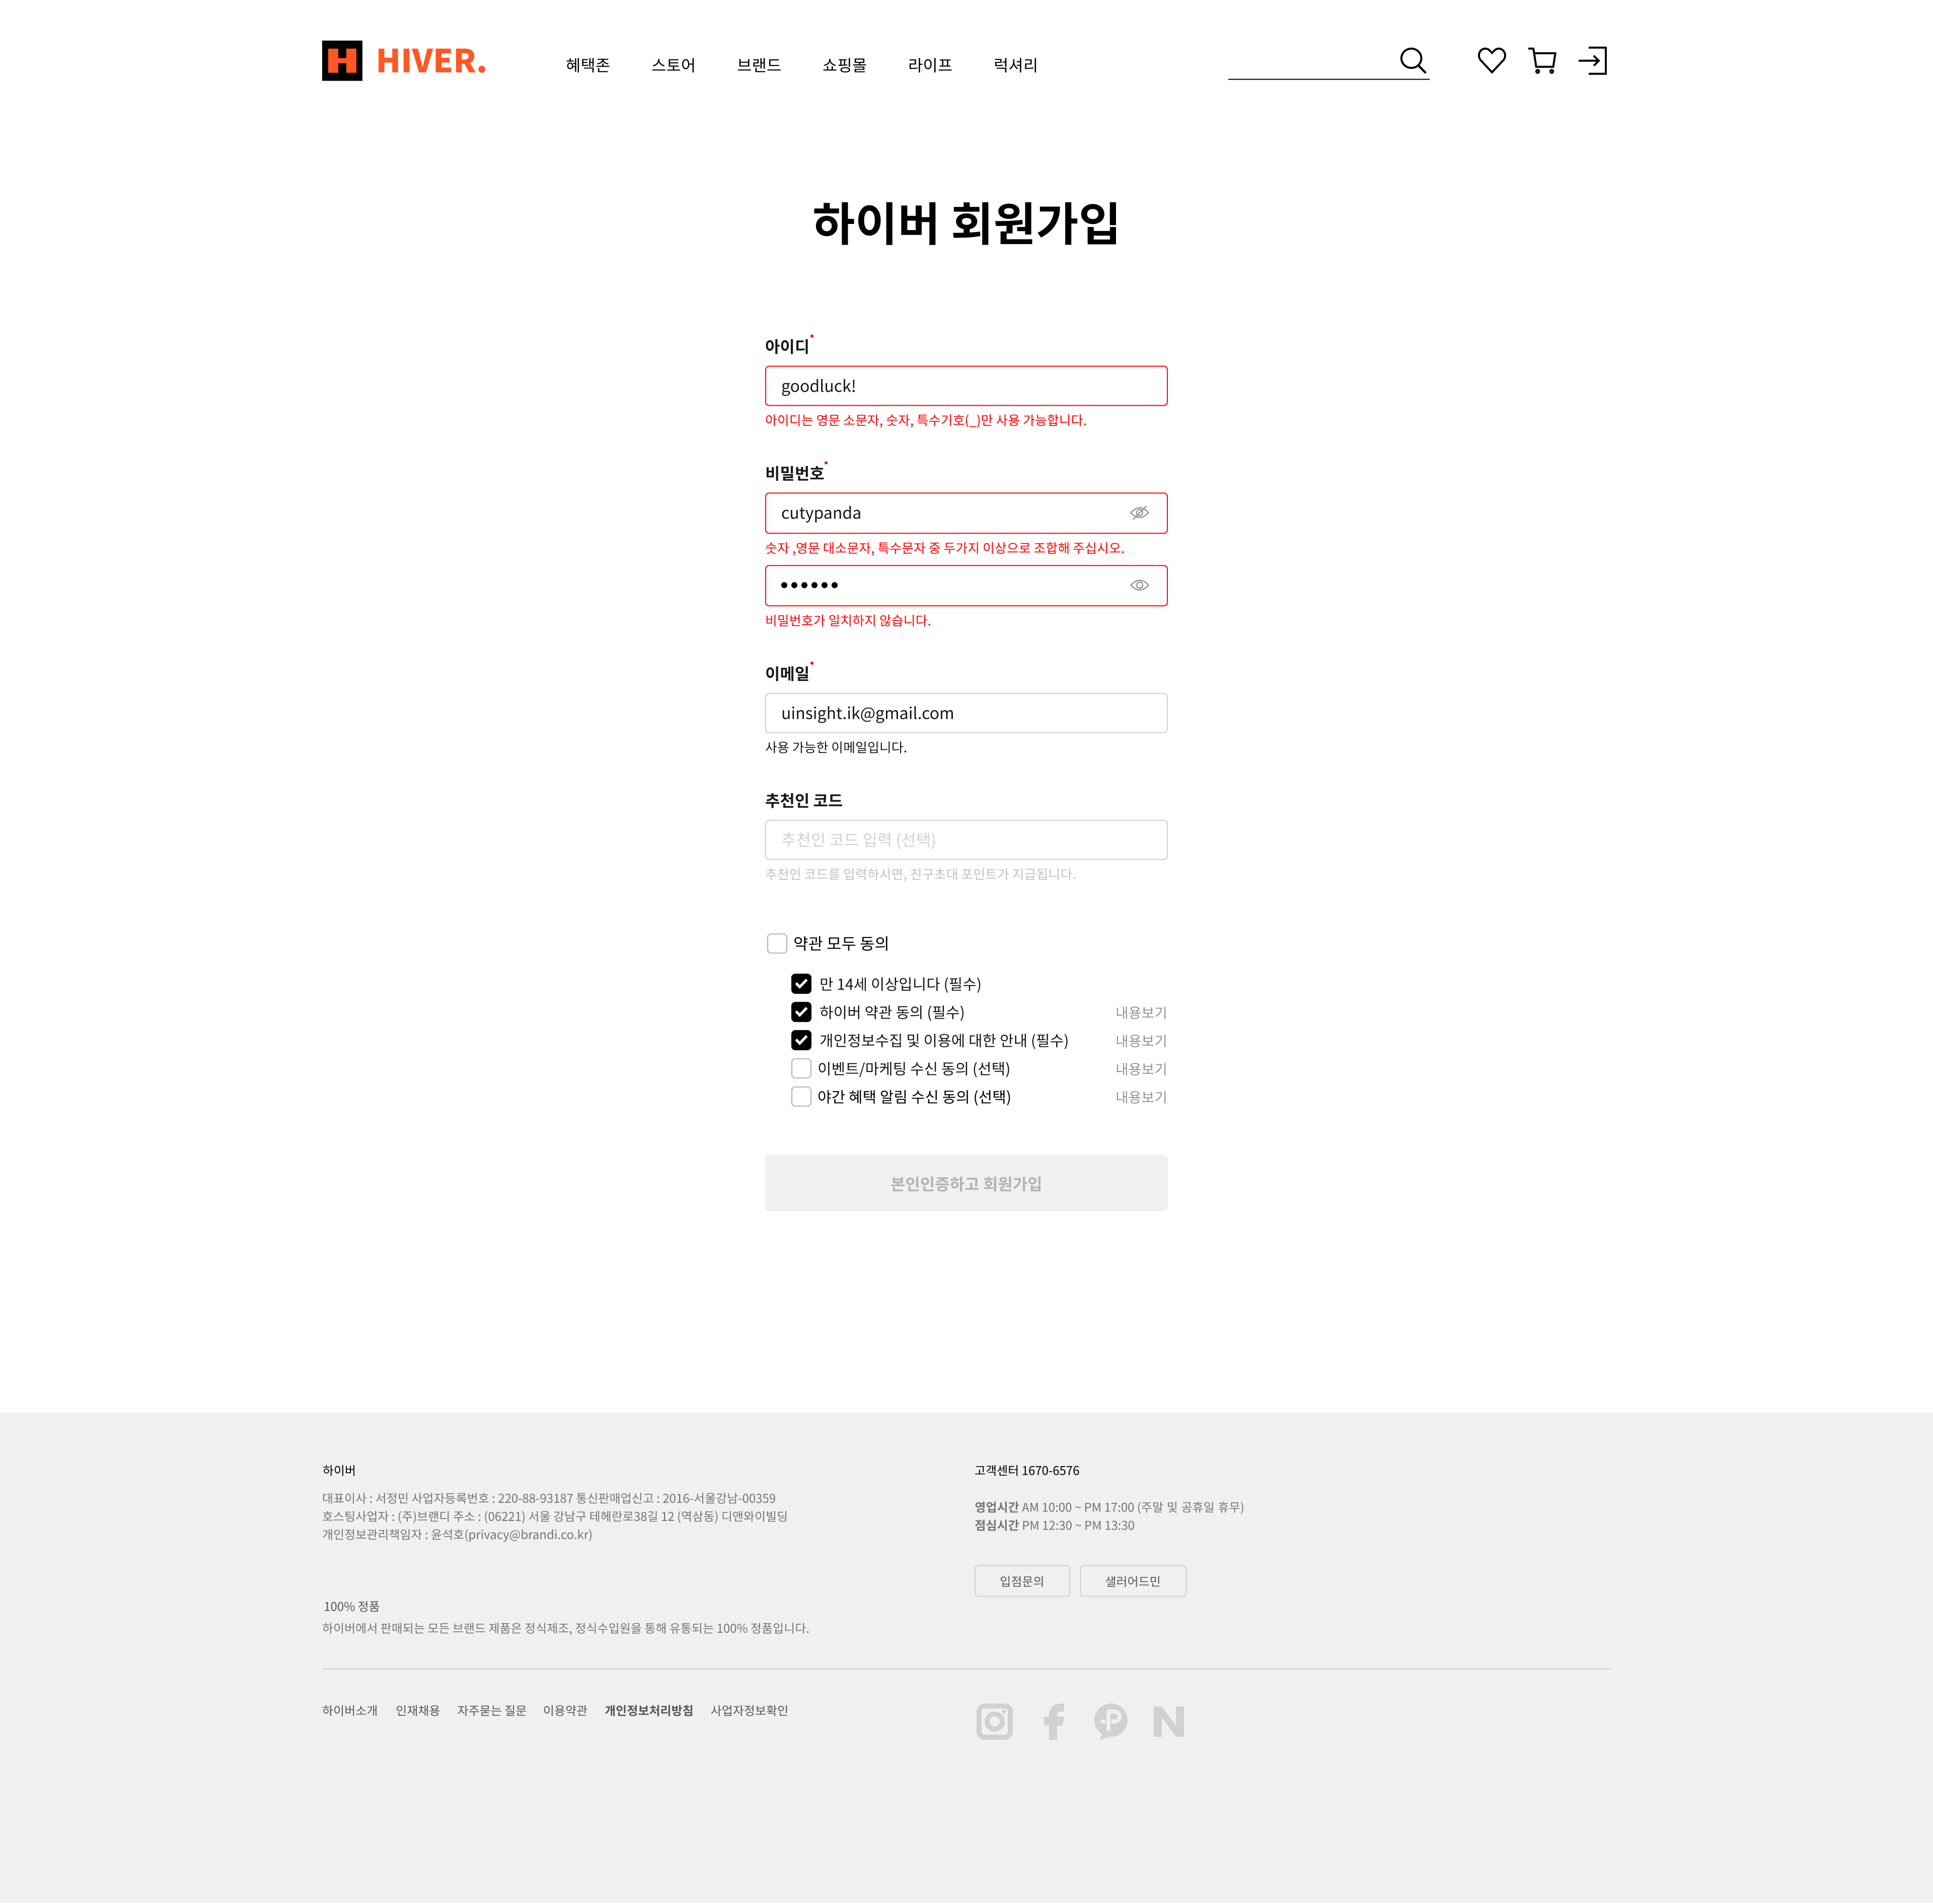 H HIVER.
혜택존 스토어 브랜드 쇼핑몰 라이프 럭셔리
하이버 회원가입
아이디
goodluck!
아이디는 영문 소문자, 숫자, 특수기호(_)만 사용 가능합니다.
비밀번호
cutypanda
숫자 ,영문 대소문자, 특수문자 중 두가지 이상으로 조합해 주십시오.
••••••
비밀번호가 일치하지 않습니다.
이메일
uinsight.ik@gmail.com
사용 가능한 이메일입니다.
추천인 코드
추천인 코드 입력 (선택)
추천인 코드를 입력하시면, 친구초대 포인트가 지급됩니다.
약관 모두 동의
만 14세 이상입니다 (필수)
하이버 약관 동의 (필수) 내용보기
개인정보수집 및 이용에 대한 안내 (필수) 내용보기
이벤트/마케팅 수신 동의 (선택) 내용보기
야간 혜택 알림 수신 동의 (선택) 내용보기
본인인증하고 회원가입
하이버
대표이사 : 서정민 사업자등록번호 : 220-88-93187 통신판매업신고 : 2016-서울강남-00359
호스팅사업자 : (주)브랜디 주소 : (06221) 서울 강남구 테헤란로38길 12 (역삼동) 디앤와이빌딩
개인정보관리책임자 : 윤석호(privacy@brandi.co.kr)
100% 정품
하이버에서 판매되는 모든 브랜드 제품은 정식제조, 정식수입원을 통해 유통되는 100% 정품입니다.
고객센터 1670-6576
영업시간 AM 10:00 ~ PM 17:00 (주말 및 공휴일 휴무)
점심시간 PM 12:30 ~ PM 13:30
입점문의 샐러어드민
하이버소개 인재채용 자주묻는 질문 이용약관 개인정보처리방침 사업자정보확인